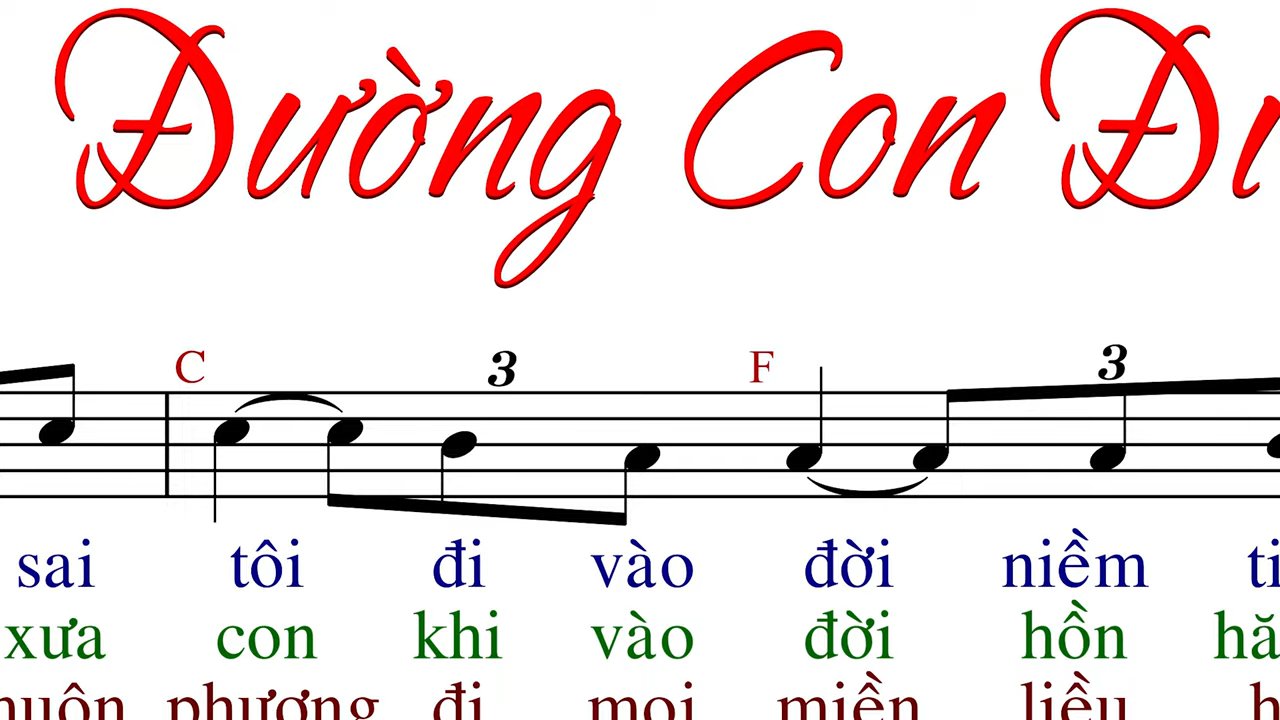 Đường Con Đi
C 3 F 3
sai tôi đi vào đời niềm
xưa con khi vào đời hồn
phương đi mọi miền liều